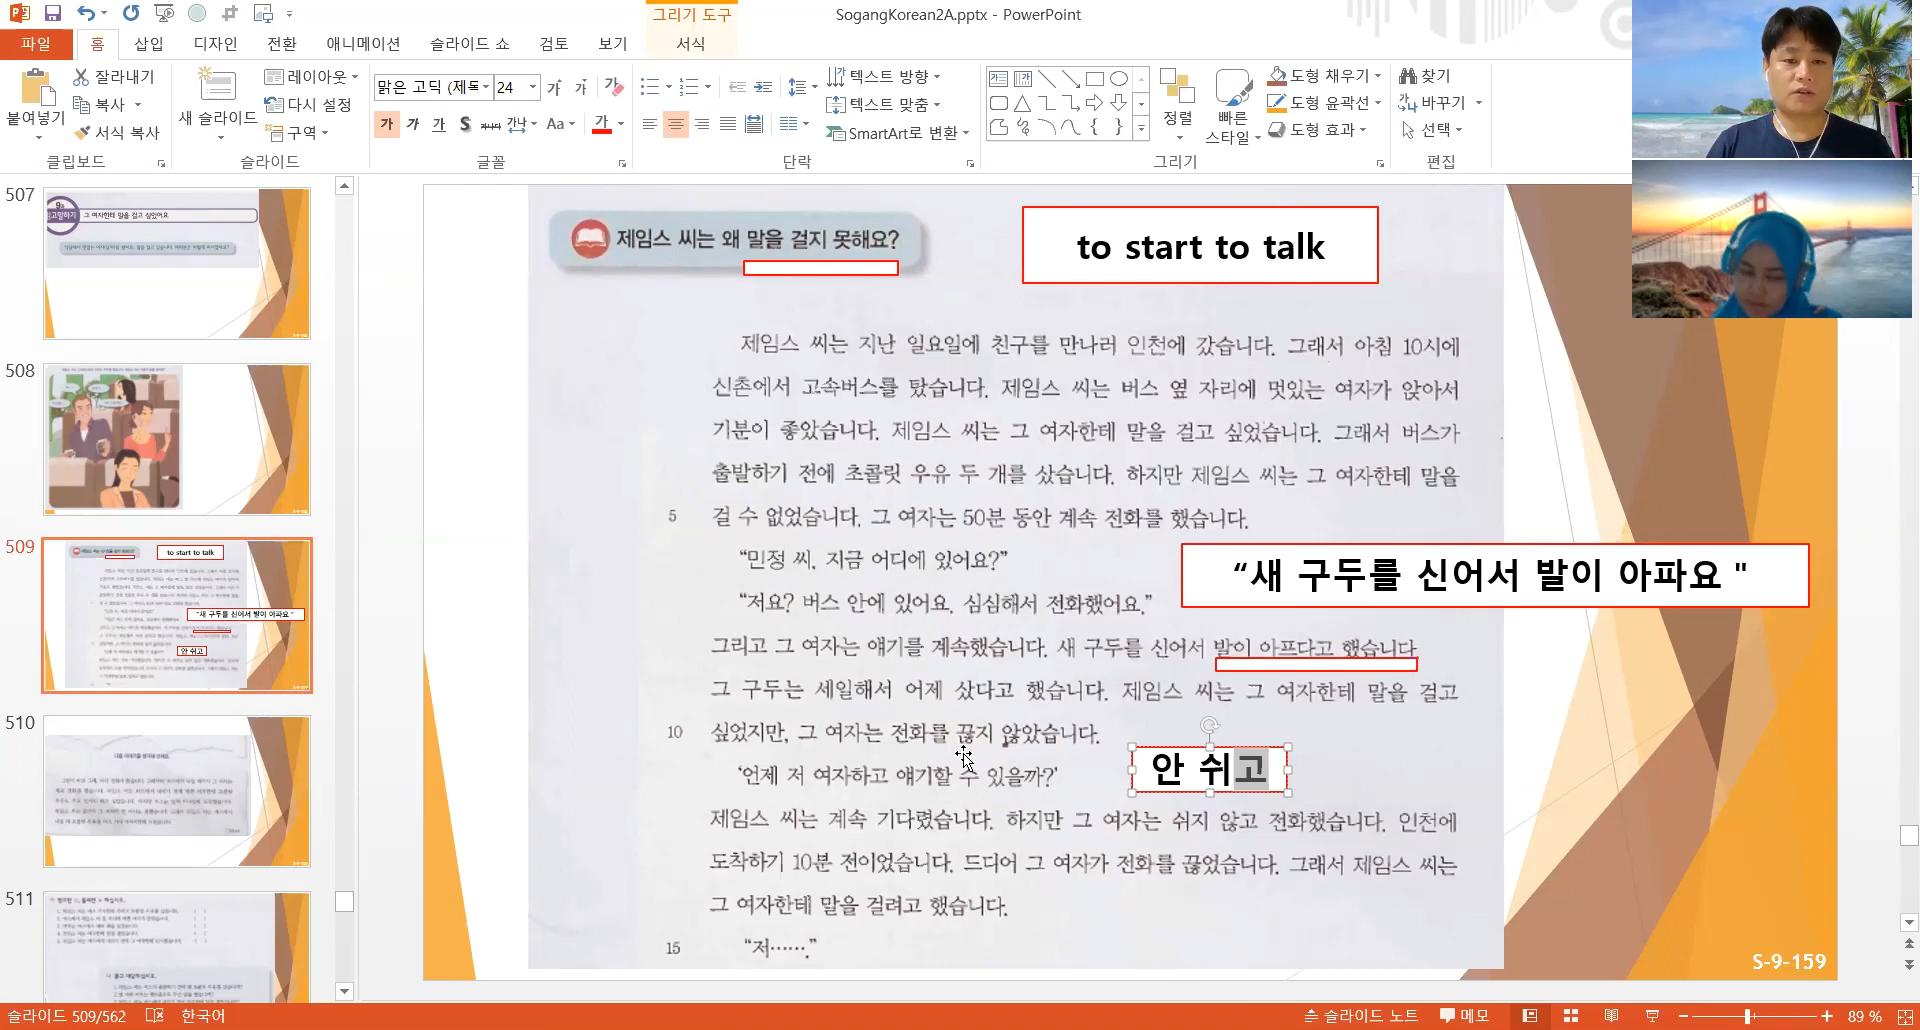 그리기 도구
SogangKorean2A.pptx - PowerPoint
파일 홈 삽입 디자인 전환 애니메이션 슬라이드 쇼 검토 보기 서식
붙여넣기 잘라내기 복사 서식 복사 클립보드
새 슬라이드 레이아웃 다시 설정 구역 슬라이드
맑은 고딕 (제목 24
글꼴
텍스트 방향
텍스트 맞춤
SmartArt로 변환
단락
정렬 빠른 스타일 도형 채우기 도형 윤곽선 도형 효과 그리기
찾기 바꾸기 선택 편집
507
508
509
510
511
제임스 씨는 왜 말을 걸지 못해요?
to start to talk
제임스 씨는 지난 일요일에 친구를 만나러 인천에 갔습니다. 그래서 아침 10시에
신촌에서 고속버스를 탔습니다. 제임스 씨는 버스 옆 자리에 멋있는 여자가 앉아서
기분이 좋았습니다. 제임스 씨는 그 여자한테 말을 걸고 싶었습니다. 그래서 버스가
출발하기 전에 초콜릿 우유 두 개를 샀습니다. 하지만 제임스 씨는 그 여자한테 말을
5 걸 수 없었습니다. 그 여자는 50분 동안 계속 전화를 했습니다.
“민정 씨, 지금 어디에 있어요?”
“저요? 버스 안에 있어요. 심심해서 전화했어요.”
“새 구두를 신어서 발이 아파요 "
그리고 그 여자는 얘기를 계속했습니다. 새 구두를 신어서 발이 아프다고 했습니다
그 구두는 세일해서 어제 샀다고 했습니다. 제임스 씨는 그 여자한테 말을 걸고
10 싶었지만, 그 여자는 전화를 끊지 않았습니다.
안 쉬고
‘언제 저 여자하고 얘기할 수 있을까?’
제임스 씨는 계속 기다렸습니다. 하지만 그 여자는 쉬지 않고 전화했습니다. 인천에
도착하기 10분 전이었습니다. 드디어 그 여자가 전화를 끊었습니다. 그래서 제임스 씨는
그 여자한테 말을 걸려고 했습니다.
15 “저…….”
S-9-159
슬라이드 509/562 한국어 슬라이드 노트 메모 89 %